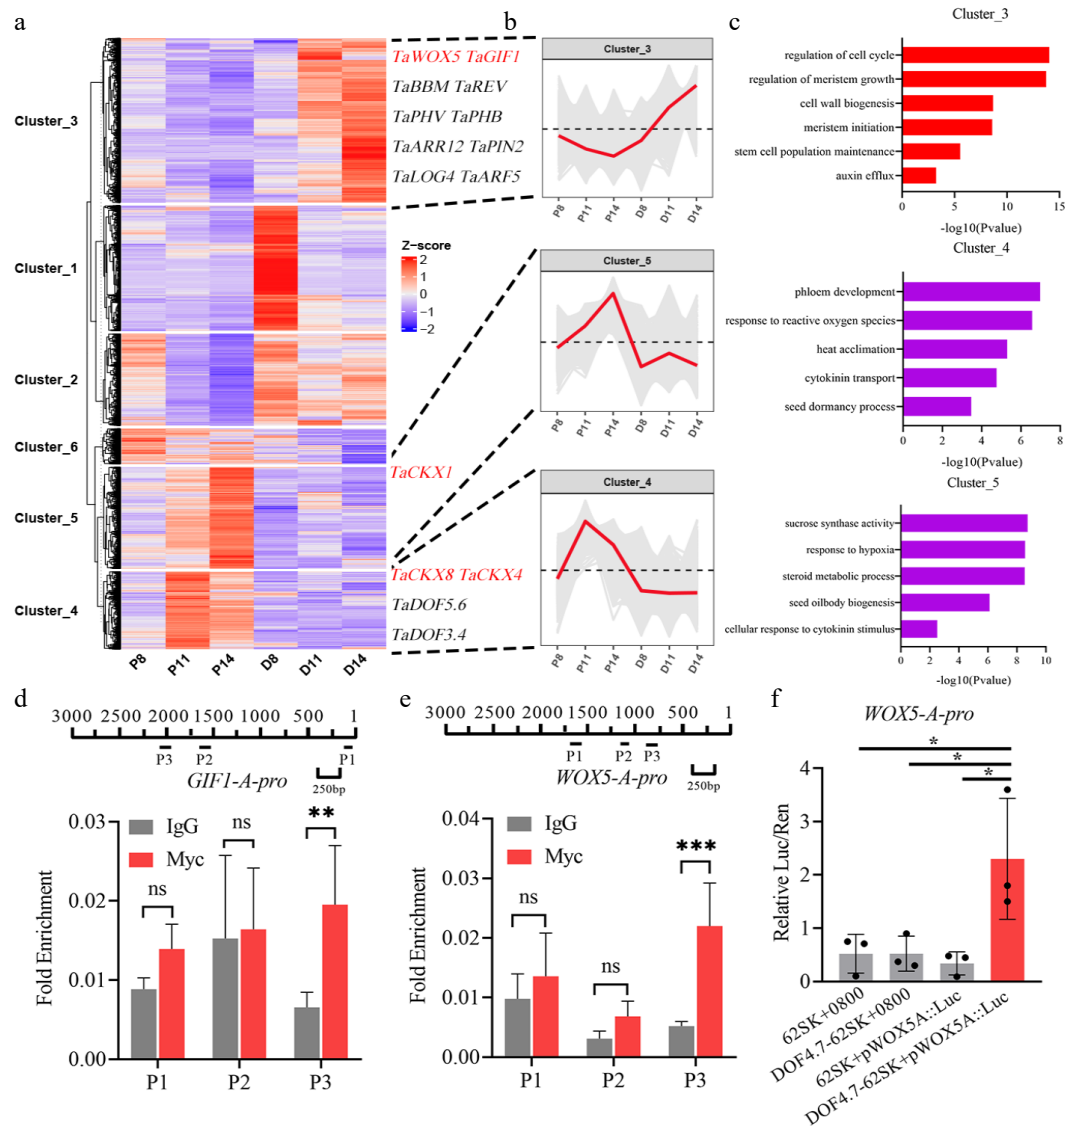 a
Cluster_3
Cluster_1
Cluster_2
Cluster_6
Cluster_5
Cluster_4
P8 P11 P14 D8 D11 D14
TaWOX5 TaGIF1
TaBBM TaREV
TaPHV TaPHB
TaARR12 TaPIN2
TaLOG4 TaARF5
Z-score
2
1
0
-1
-2
TaCKX1
TaCKX8 TaCKX4
TaDOF5.6
TaDOF3.4
b
Cluster_3
P8 P11 P14 D8 D11 D14
Cluster_5
P8 P11 P14 D8 D11 D14
Cluster_4
P8 P11 P14 D8 D11 D14
c
Cluster_3
regulation of cell cycle
regulation of meristem growth
cell wall biogenesis
meristem initiation
stem cell population maintenance
auxin efflux
0 5 10 15
-log10(Pvalue)
Cluster_4
phloem development
response to reactive oxygen species
heat acclimation
cytokinin transport
seed dormancy process
0 2 4 6 8
-log10(Pvalue)
Cluster_5
sucrose synthase activity
response to hypoxia
steroid metabolic process
seed oilbody biogenesis
cellular response to cytokinin stimulus
0 2 4 6 8 10
-log10(Pvalue)
d
3000 2500 2000 1500 1000 500 1
P3 P2 P1
GIF1-A-pro
250bp
Fold Enrichment
0.03
0.02
0.01
0.00
IgG
Myc
ns
ns
**
P1 P2 P3
e
3000 2500 2000 1500 1000 500 1
P1 P2 P3
WOX5-A-pro
250bp
Fold Enrichment
0.04
0.03
0.02
0.01
0.00
IgG
Myc
ns
ns
***
P1 P2 P3
f
WOX5-A-pro
*
*
*
Relative Luc/Ren
4
3
2
1
0
62SK+0800
DOF4.7-62SK+0800
62SK+pWOX5A::Luc
DOF4.7-62SK+pWOX5A::Luc